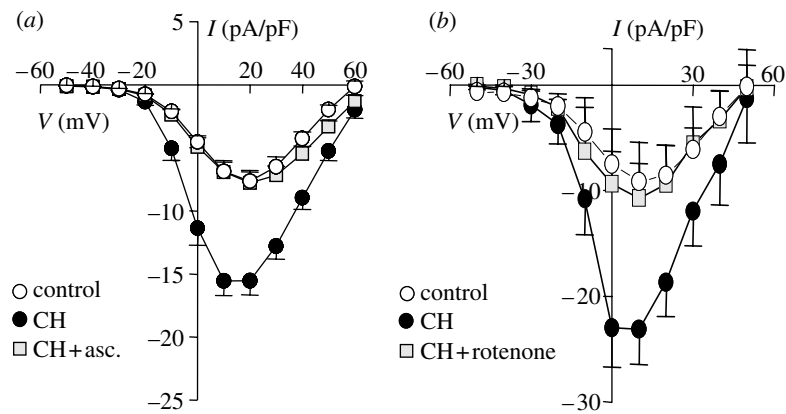 (a)
I (pA/pF)
5
−60 −40 −20 20 40 60
V (mV)
−10
−15
−20
−25
control
CH
CH+asc.
(b)
I (pA/pF)
−60 −30 30 60
V (mV)
−10
−20
−30
control
CH
CH+rotenone